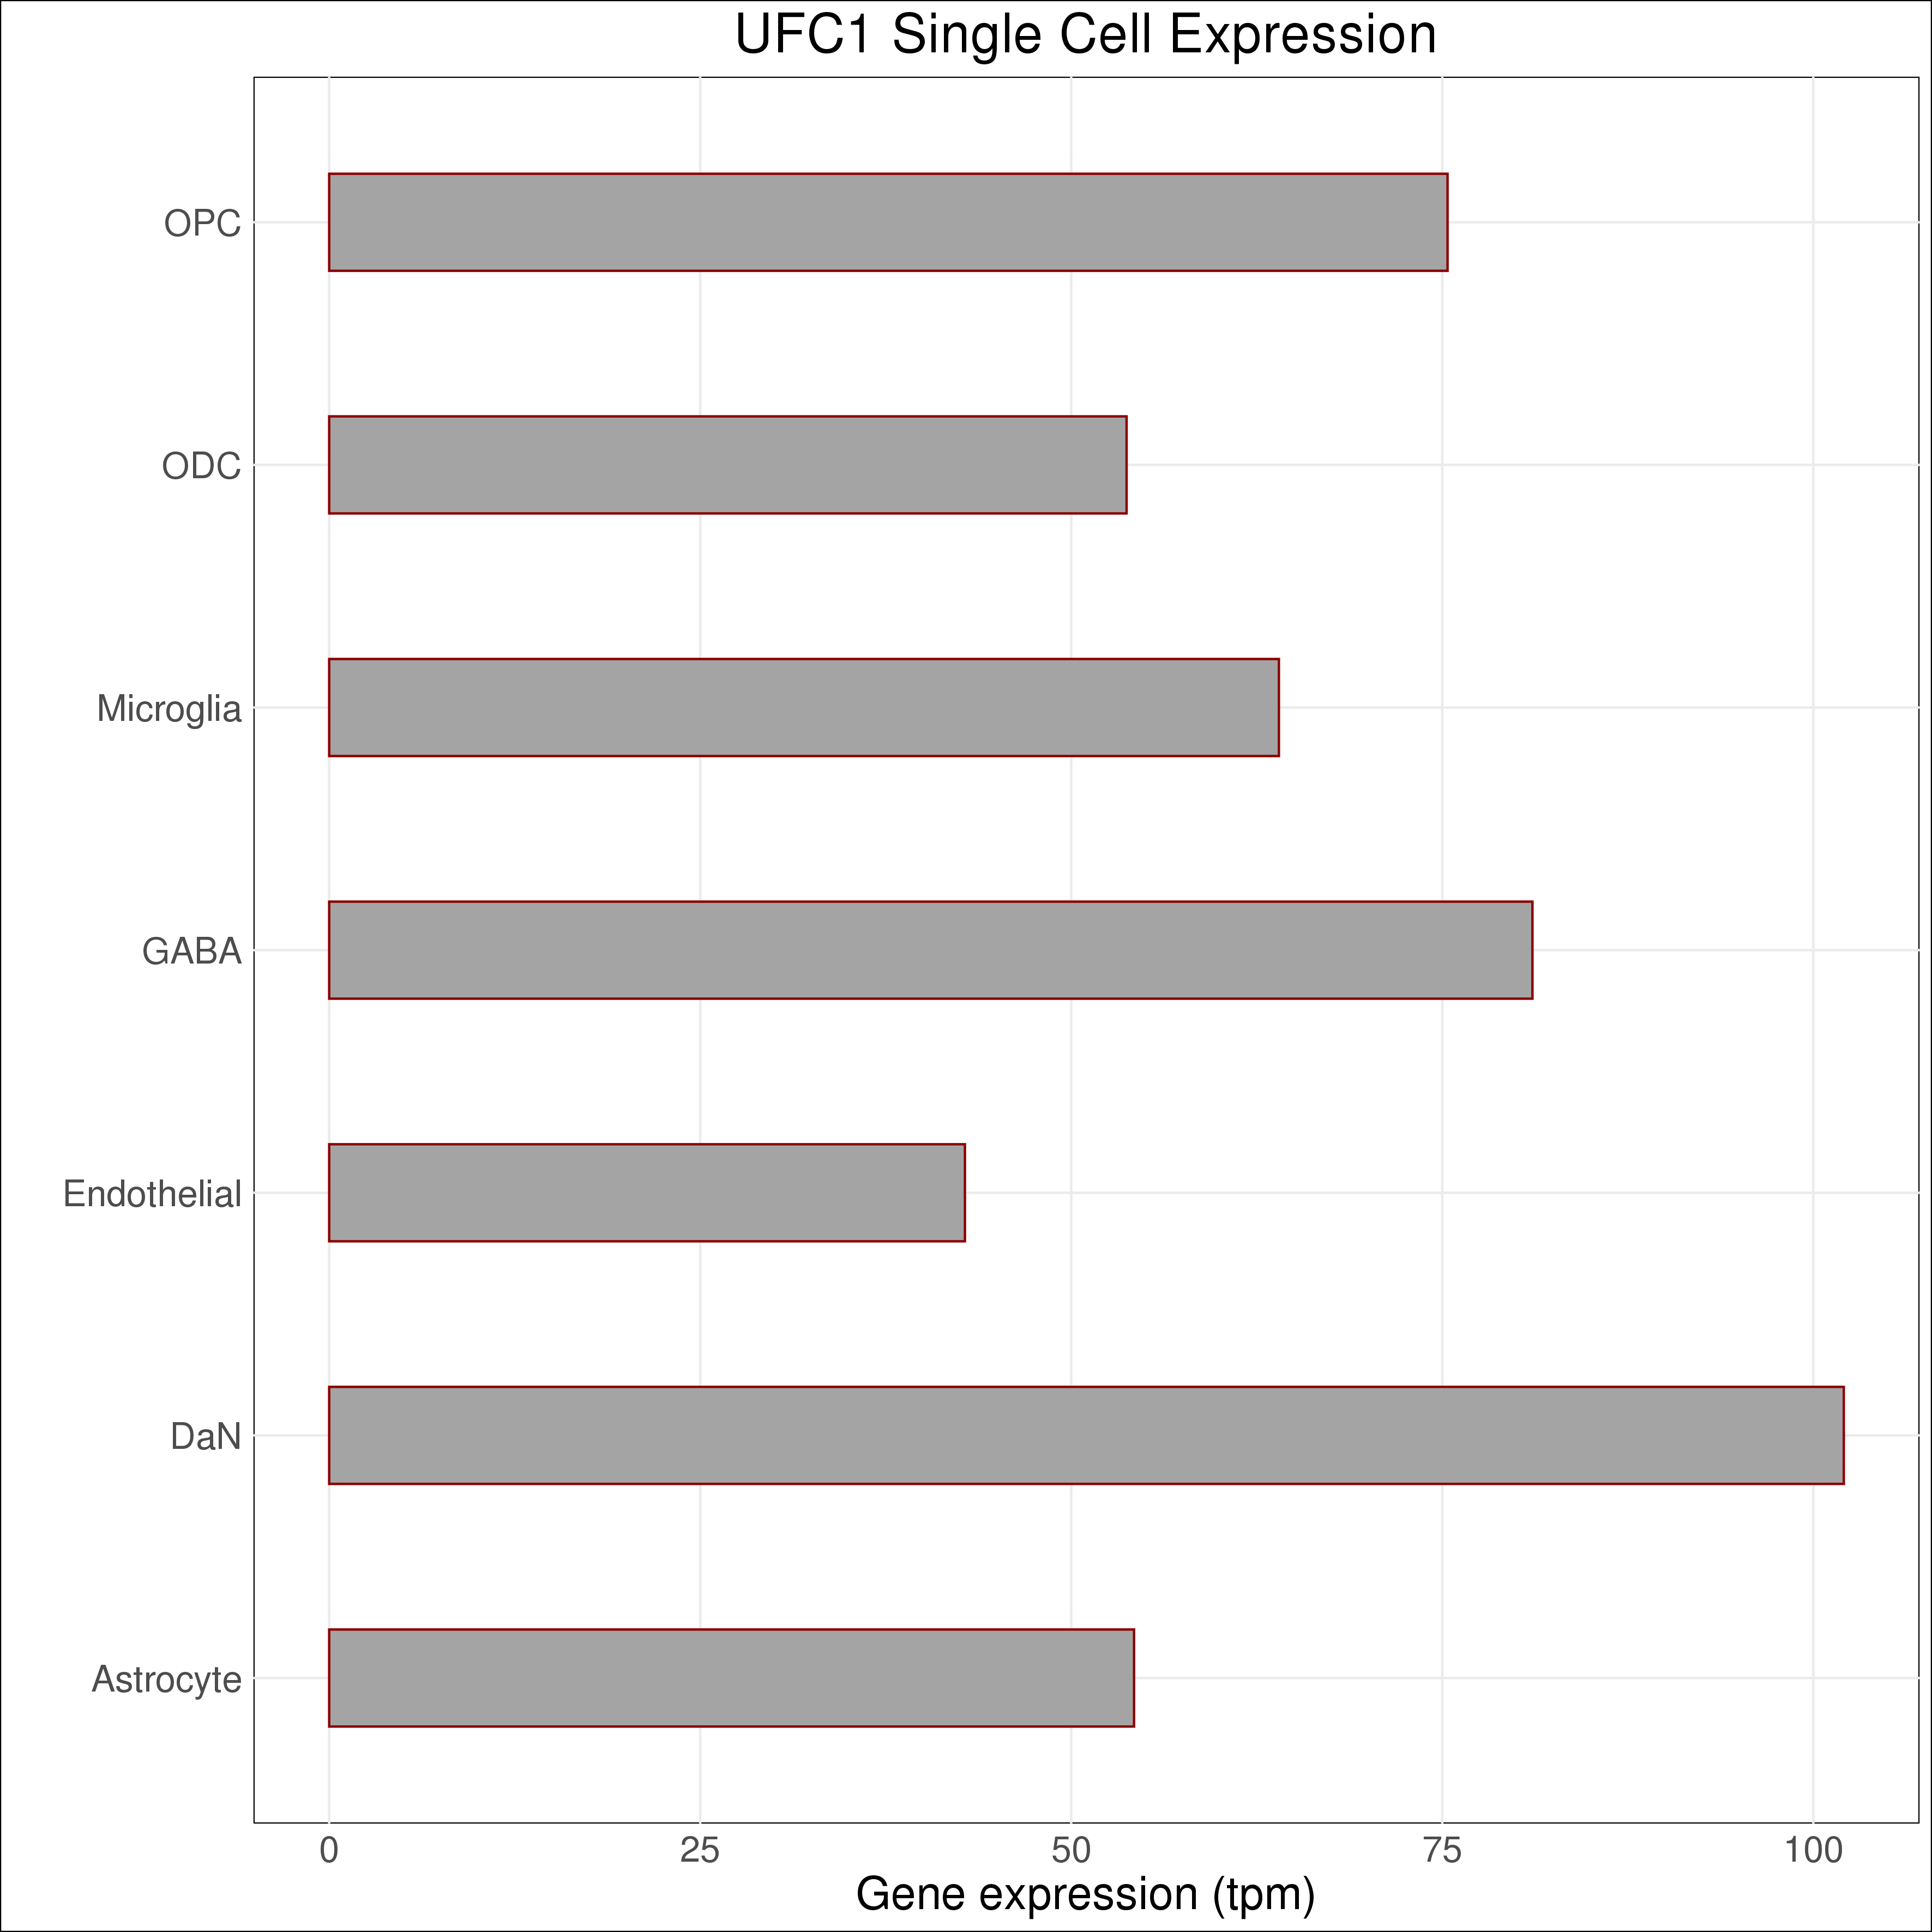 UFC1 Single Cell Expression
OPC
ODC
Microglia
GABA
Endothelial
DaN
Astrocyte
0 25 50 75 100
Gene expression (tpm)